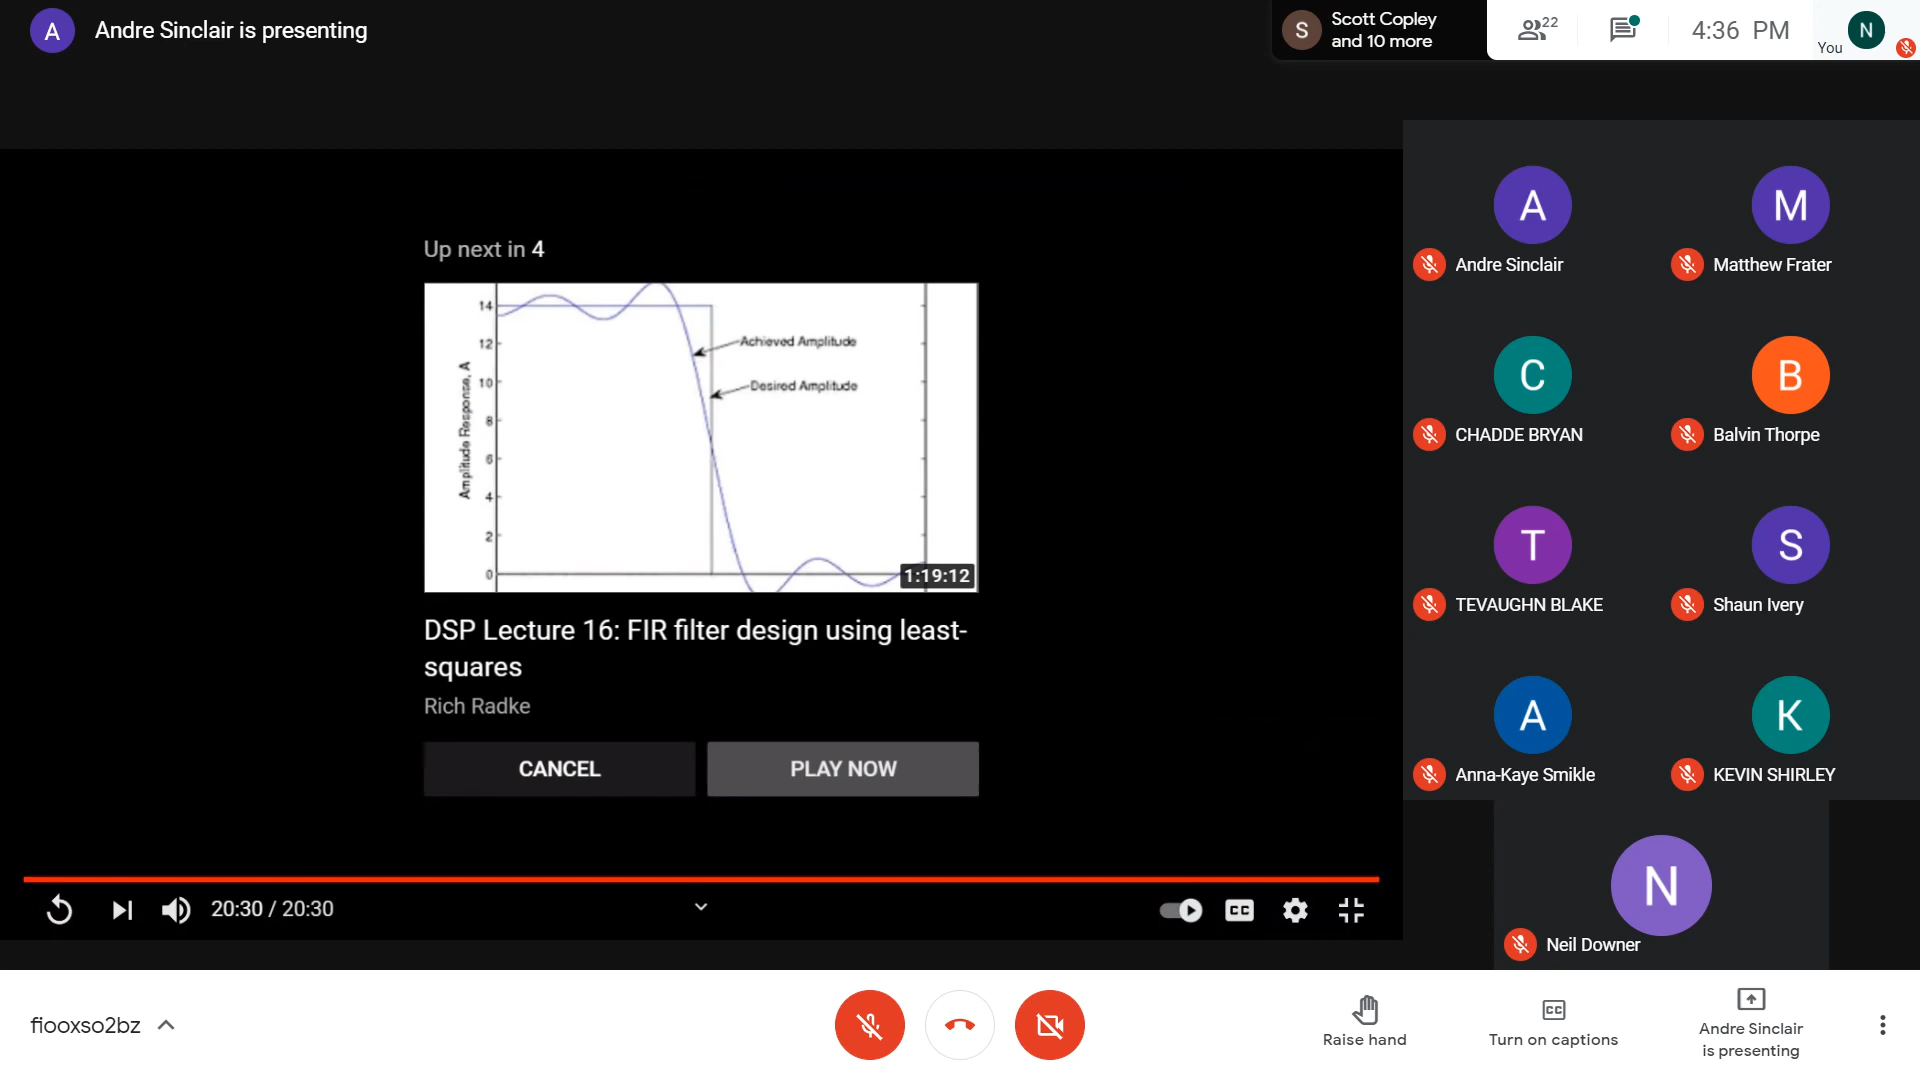 A
Andre Sinclair is presenting
S
Scott Copley
and 10 more
22
4:36 PM
You
N
Up next in 4
14
12
10
8
6
4
2
0
Amplitude Response, A
Achieved Amplitude
Desired Amplitude
1:19:12
DSP Lecture 16: FIR filter design using least-
squares
Rich Radke
CANCEL
PLAY NOW
20:30 / 20:30
CC
A
Andre Sinclair
M
Matthew Frater
C
CHADDE BRYAN
B
Balvin Thorpe
T
TEVAUGHN BLAKE
S
Shaun Ivery
A
Anna-Kaye Smikle
K
KEVIN SHIRLEY
N
Neil Downer
fiooxso2bz
Raise hand
CC
Turn on captions
Andre Sinclair
is presenting